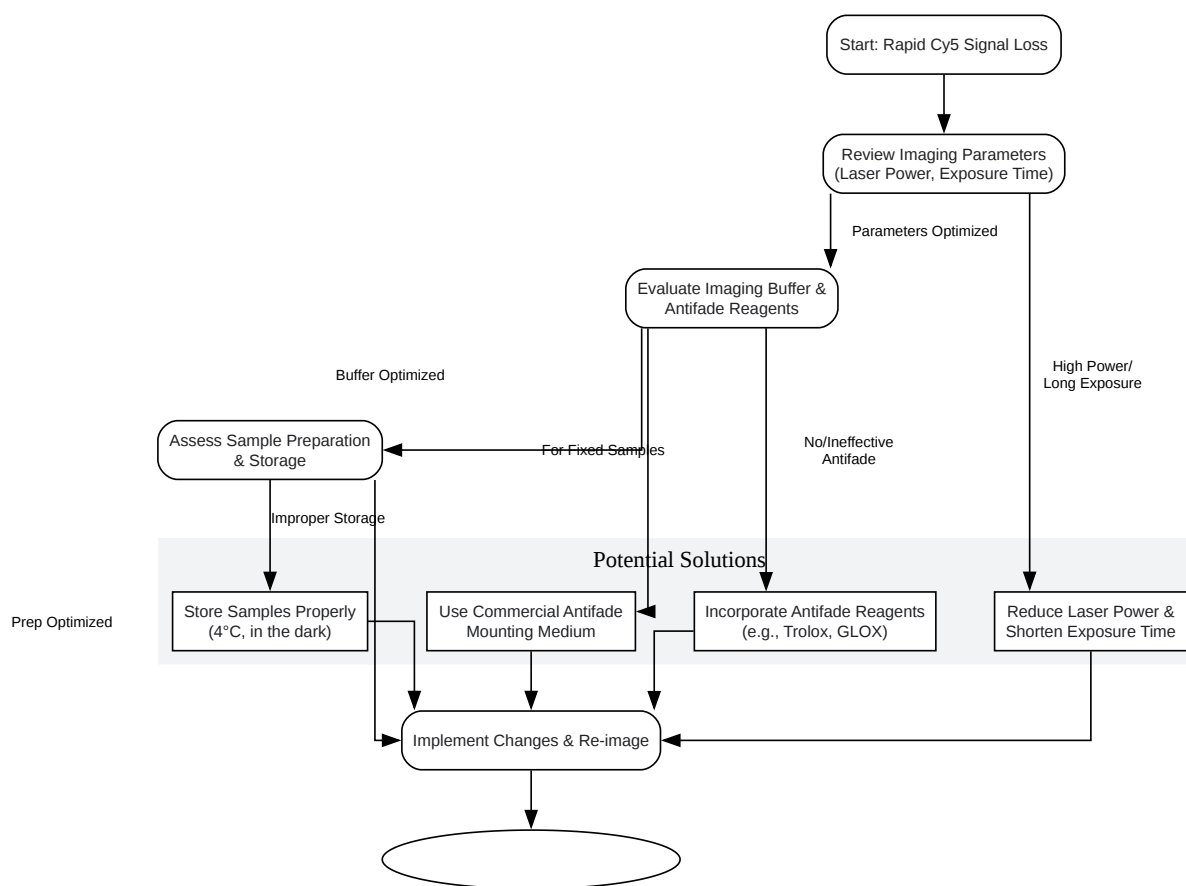 Start: Rapid Cy5 Signal Loss
Review Imaging Parameters
(Laser Power, Exposure Time)
Parameters Optimized
Evaluate Imaging Buffer &
Antifade Reagents
Buffer Optimized
High Power/
Long Exposure
Assess Sample Preparation
& Storage
For Fixed Samples
No/Ineffective
Antifade
Improper Storage
Potential Solutions
Prep Optimized
Store Samples Properly
(4°C, in the dark)
Use Commercial Antifade
Mounting Medium
Incorporate Antifade Reagents
(e.g., Trolox, GLOX)
Reduce Laser Power &
Shorten Exposure Time
Implement Changes & Re-image